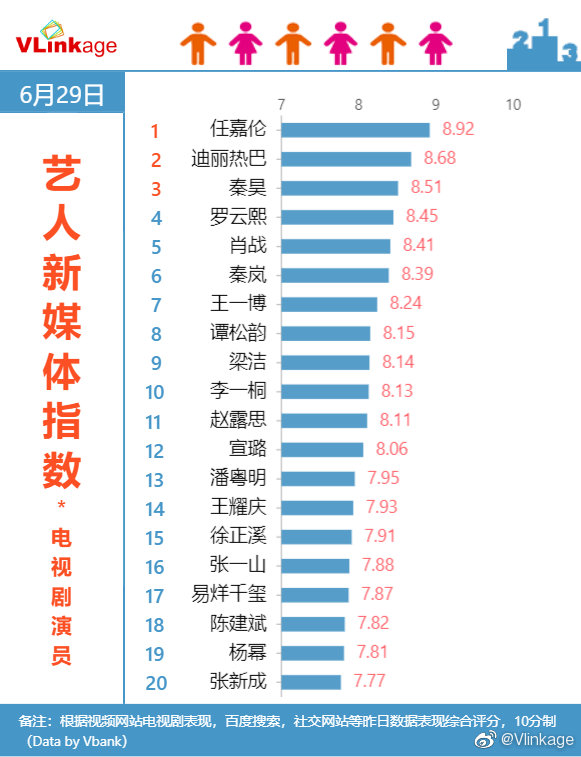 VLinkage
2 1 3
6月29日
艺人新媒体指数
*
电视剧演员
7 8 9 10
1 任嘉伦 8.92
2 迪丽热巴 8.68
3 秦昊 8.51
4 罗云熙 8.45
5 肖战 8.41
6 秦岚 8.39
7 王一博 8.24
8 谭松韵 8.15
9 梁洁 8.14
10 李一桐 8.13
11 赵露思 8.11
12 宣璐 8.06
13 潘粤明 7.95
14 王耀庆 7.93
15 徐正溪 7.91
16 张一山 7.88
17 易烊千玺 7.87
18 陈建斌 7.82
19 杨幂 7.81
20 张新成 7.77
备注：根据视频网站电视剧表现，百度搜索，社交网站等昨日数据表现综合评分，10分制
（Data by Vbank）
@Vlinkage